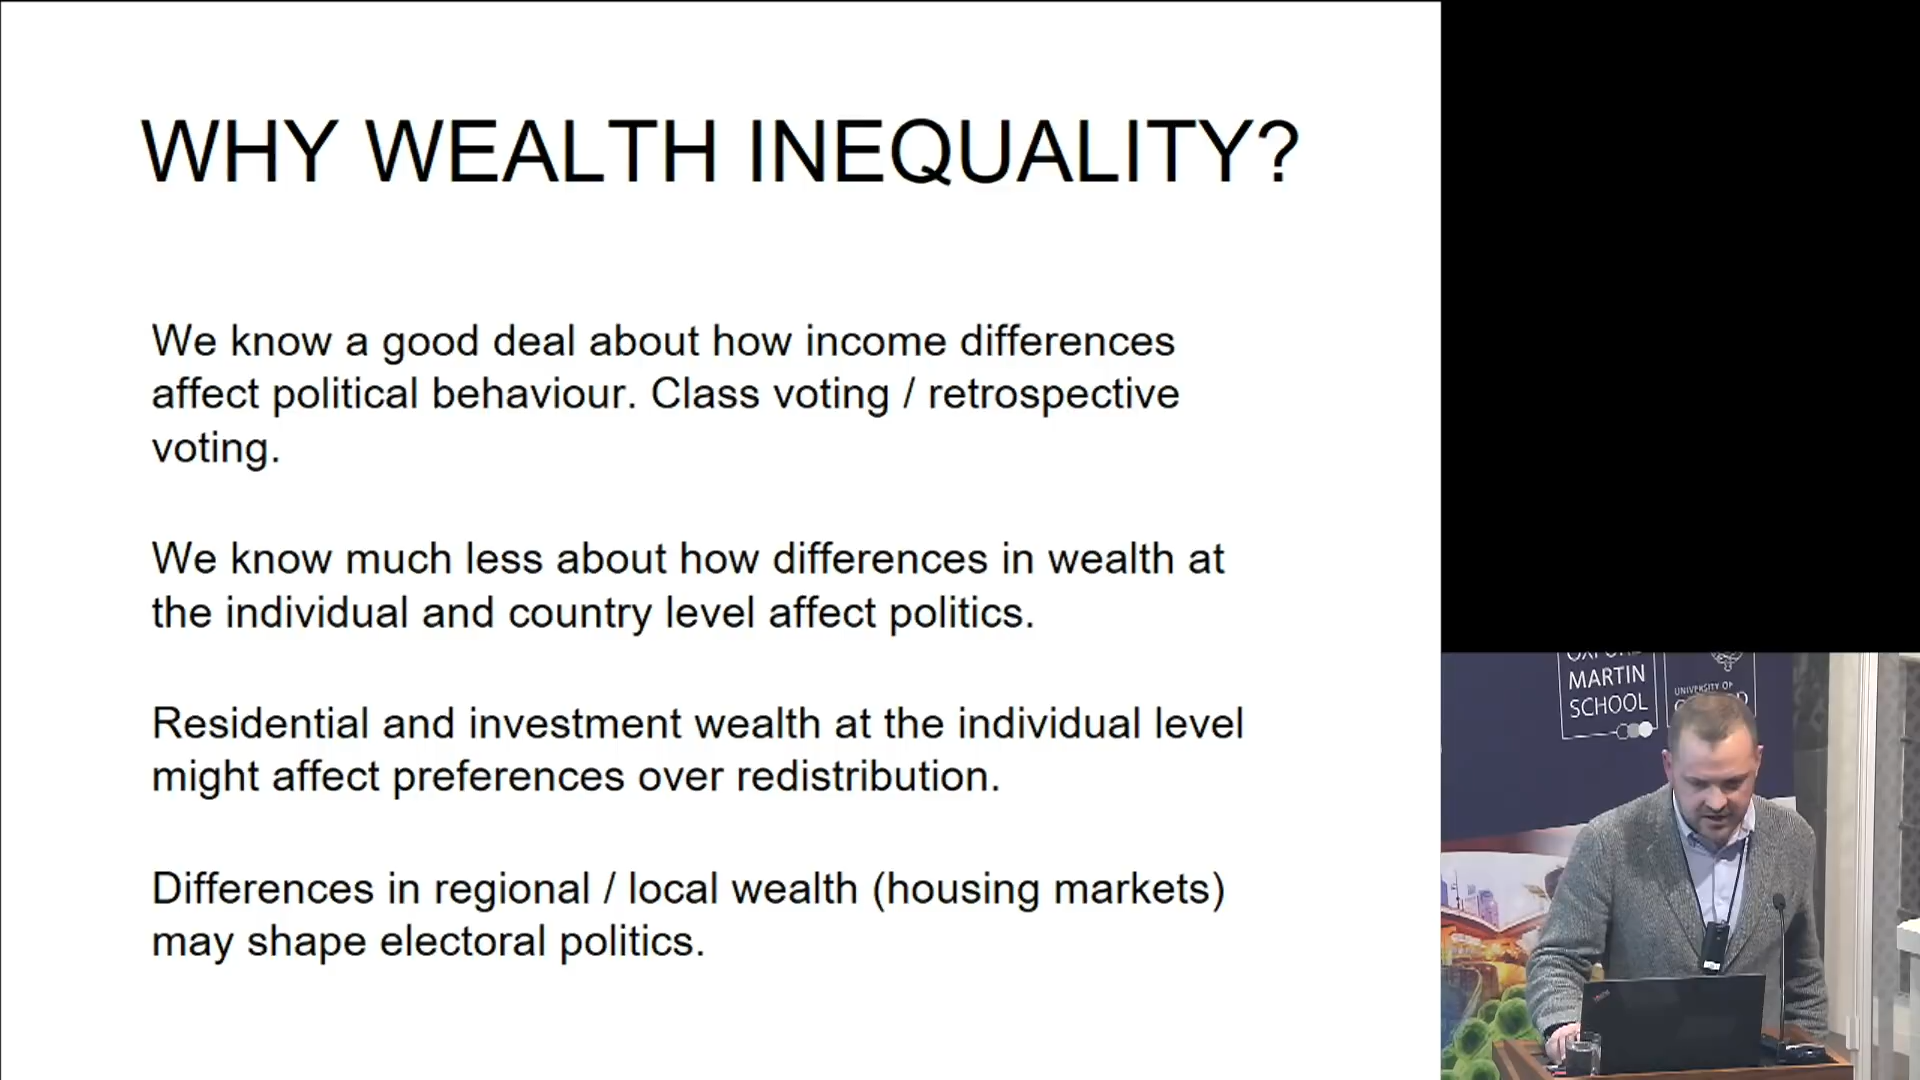 WHY WEALTH INEQUALITY?
We know a good deal about how income differences
affect political behaviour. Class voting / retrospective
voting.
We know much less about how differences in wealth at
the individual and country level affect politics.
Residential and investment wealth at the individual level
might affect preferences over redistribution.
Differences in regional / local wealth (housing markets)
may shape electoral politics.
MARTIN
SCHOOL
UNIVERSITY OF